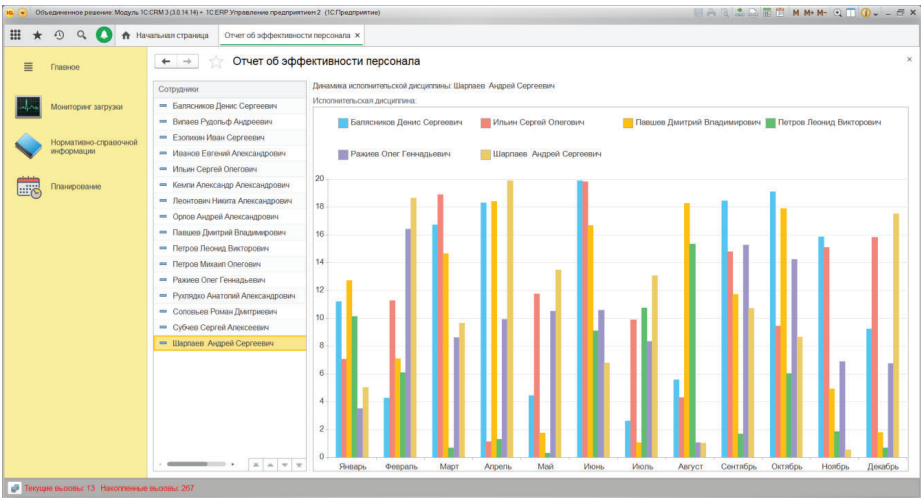 Объединенное решение: Модуль 1С:CRM 3 (3.0.14.14) + 1С:ERP Управление предприятием 2 (1С:Предприятие)
M M+ M-
Начальная страница
Отчет об эффективности персонала ×
Главное
Мониторинг загрузки
Нормативно-справочной информации
Планирование
Отчет об эффективности персонала
Сотрудники
Балясников Денис Сергеевич
Випаев Рудольф Андреевич
Езопихин Иван Сергеевич
Иванов Евгений Александрович
Ильин Сергей Олегович
Кемпи Александр Александрович
Леонтович Никита Александрович
Орлов Андрей Александрович
Павшев Дмитрий Владимирович
Петров Леонид Викторович
Петров Михаил Олегович
Ражиев Олег Геннадьевич
Рухлядко Анатолий Александрович
Соловьев Роман Дмитриевич
Субчев Сергей Алексеевич
Шарпаев Андрей Сергеевич
Динамика исполнительской дисциплины: Шарпаев Андрей Сергеевич
Исполнительская дисциплина:
Балясников Денис Сергеевич Ильин Сергей Олегович Павшев Дмитрий Владимирович Петров Леонид Викторович
Ражиев Олег Геннадьевич Шарпаев Андрей Сергеевич
20
18
16
14
12
10
8
6
4
2
0
Январь Февраль Март Апрель Май Июнь Июль Август Сентябрь Октябрь Ноябрь Декабрь
Текущие вызовы: 13 Накопленные вызовы: 267